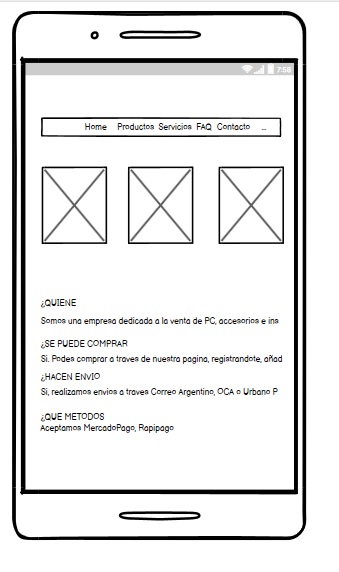 7:56
Home Productos Servicios FAQ Contacto ...
¿QUIENE
Somos una empresa dedicada a la venta de PC, accesorios e ins
¿SE PUEDE COMPRAR
Si. Podes comprar a traves de nuestra pagina, registrandote, añad
¿HACEN ENVIO
Si, realizamos envios a traves Correo Argentino, OCA o Urbano P
¿QUE METODOS
Aceptamos MercadoPago, Rapipago